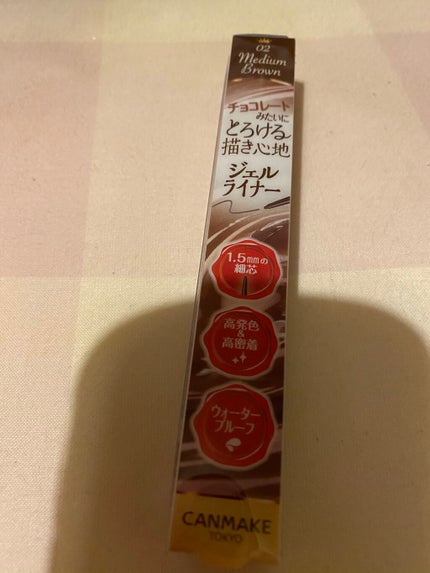 02
Medium
Brown
チョコレート
みたいに
とろける
描き心地
ジェル
ライナー
1.5mmの
細芯
高発色
&
高密着
ウォーター
プルーフ
CANMAKE
TOKYO